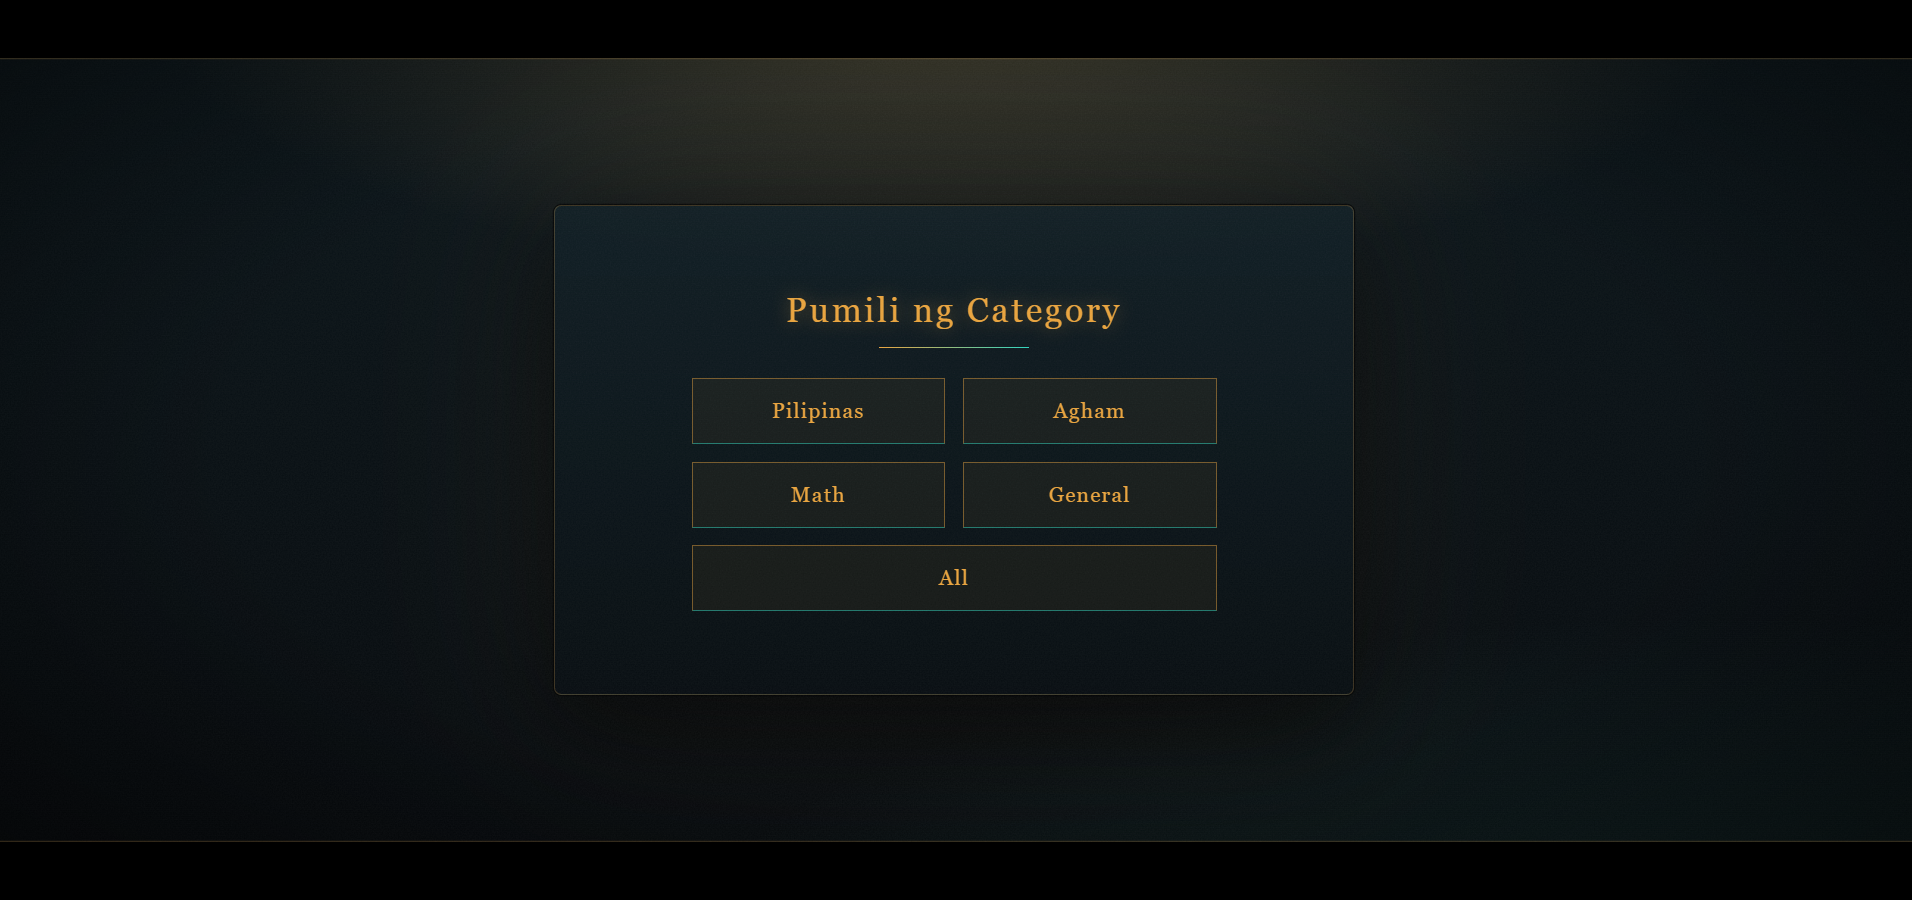 Pumili ng Category
Pilipinas
Agham
Math
General
All